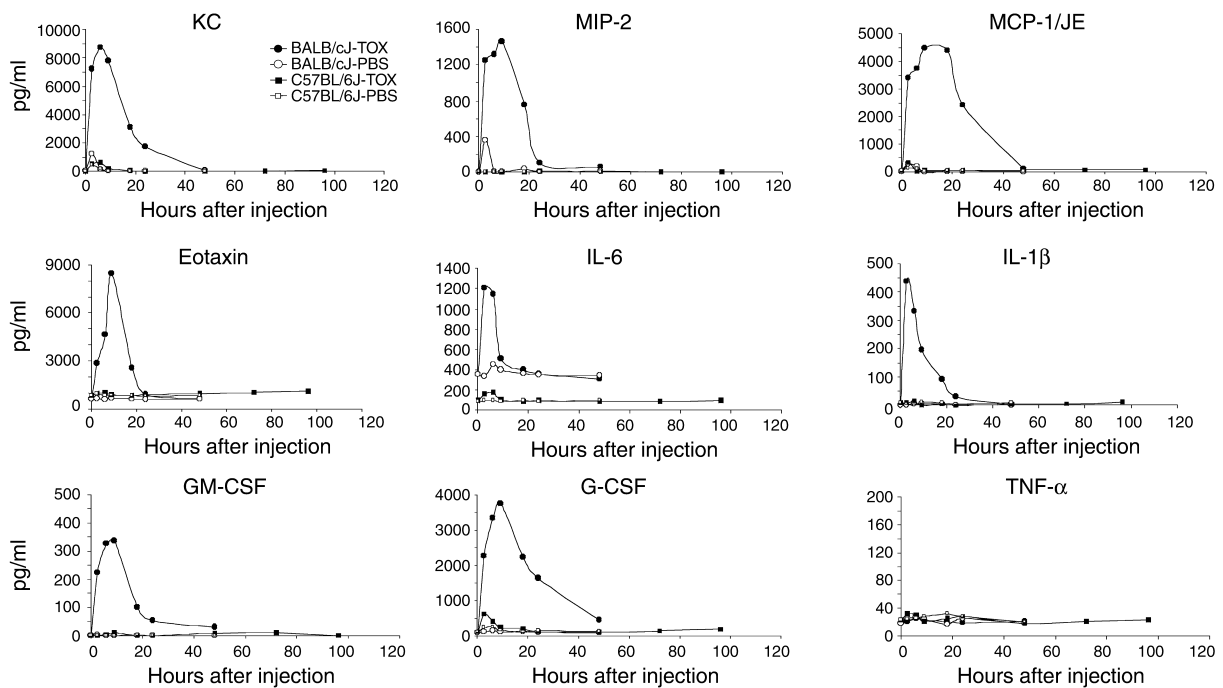 KC
MIP-2
MCP-1/JE
10000
8000
6000
4000
2000
0
pg/ml
BALB/cJ-TOX
BALB/cJ-PBS
C57BL/6J-TOX
C57BL/6J-PBS
0 20 40 60 80 100 120
Hours after injection
1600
1200
800
400
0
0 20 40 60 80 100 120
Hours after injection
5000
4000
3000
2000
1000
0
0 20 40 60 80 100 120
Hours after injection
Eotaxin
IL-6
IL-1β
9000
6000
3000
0
pg/ml
0 20 40 60 80 100 120
Hours after injection
1400
1200
1000
800
600
400
200
0
0 20 40 60 80 100 120
Hours after injection
500
400
300
200
100
0
0 20 40 60 80 100 120
Hours after injection
GM-CSF
G-CSF
TNF-α
500
400
300
200
100
0
pg/ml
0 20 40 60 80 100 120
Hours after injection
4000
3000
2000
1000
0
0 20 40 60 80 100 120
Hours after injection
200
160
120
80
40
0
0 20 40 60 80 100 120
Hours after injection